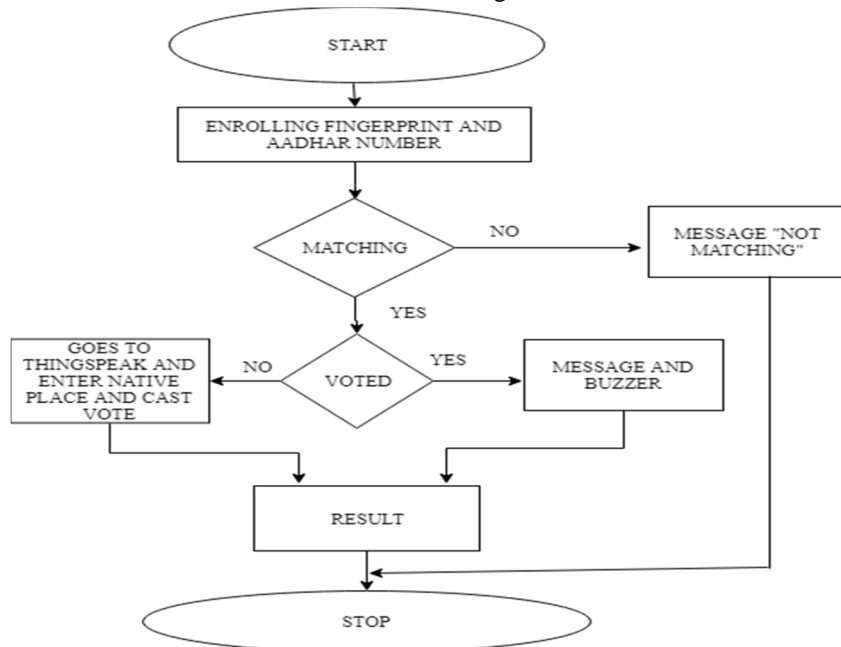 START
ENROLLING FINGERPRINT AND
AADHAR NUMBER
MATCHING
NO
MESSAGE "NOT
MATCHING"
YES
GOES TO
THINGSPEAK AND
ENTER NATIVE
PLACE AND CAST
VOTE
NO
VOTED
YES
MESSAGE AND
BUZZER
RESULT
STOP